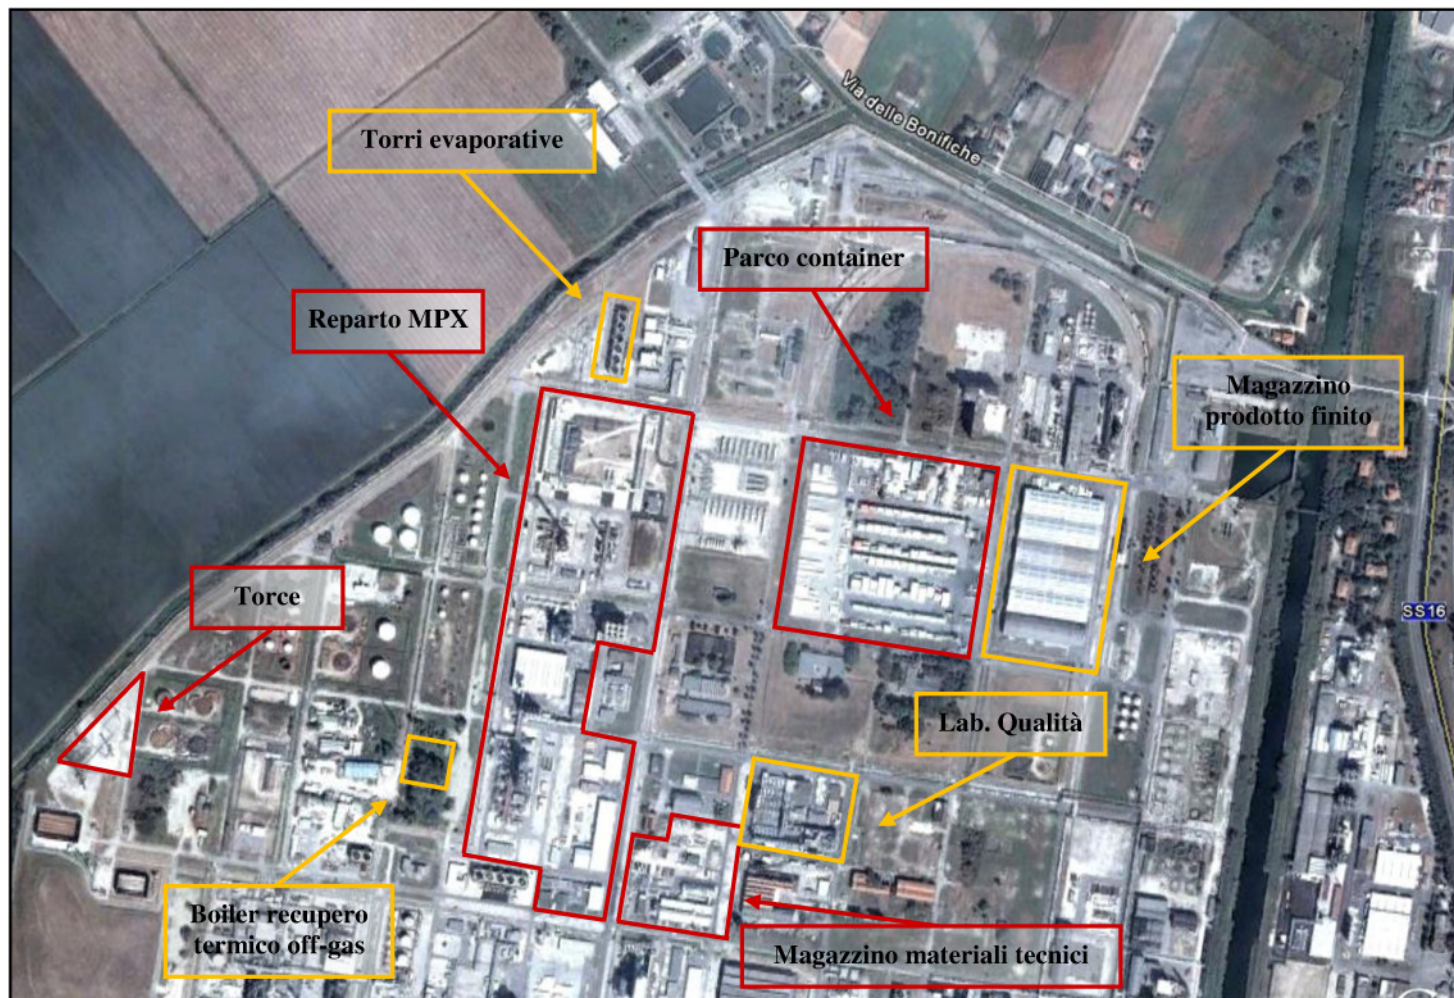 Via delle Bonifiche
Torri evaporative
Parco container
Reparto MPX
Magazzino
prodotto finito
Torce
SS16
Lab. Qualità
Boiler recupero
termico off-gas
Magazzino materiali tecnici